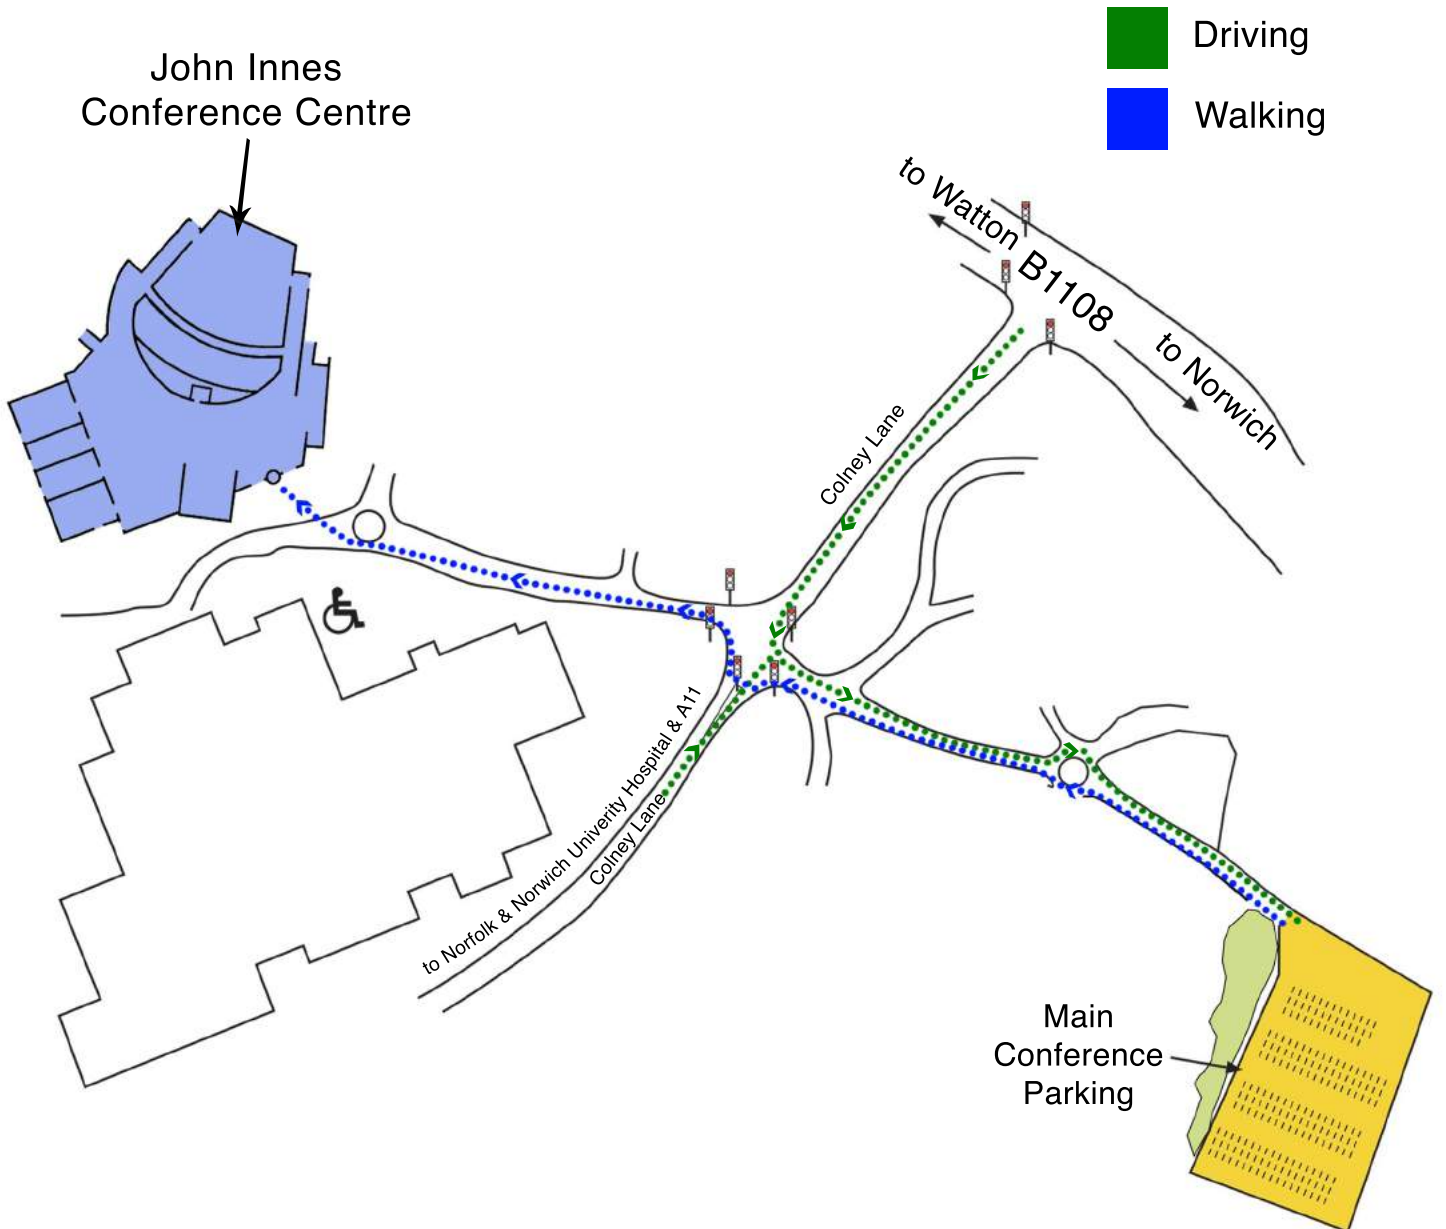 Driving
Walking
John Innes
Conference Centre
to Watton
B1108
to Norwich
Colney Lane
to Norfolk & Norwich Univerity Hospital & A11
Colney Lane
Main
Conference
Parking